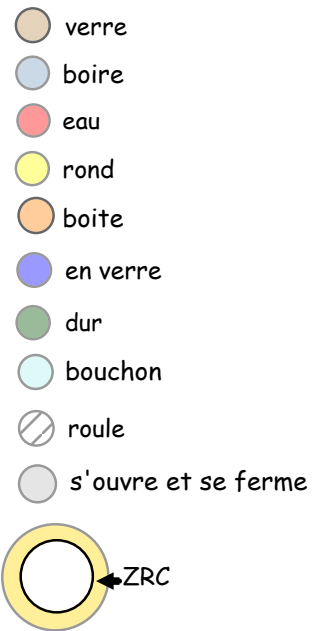 verre
boire
eau
rond
boite
en verre
dur
bouchon
roule
s'ouvre et se ferme
ZRC